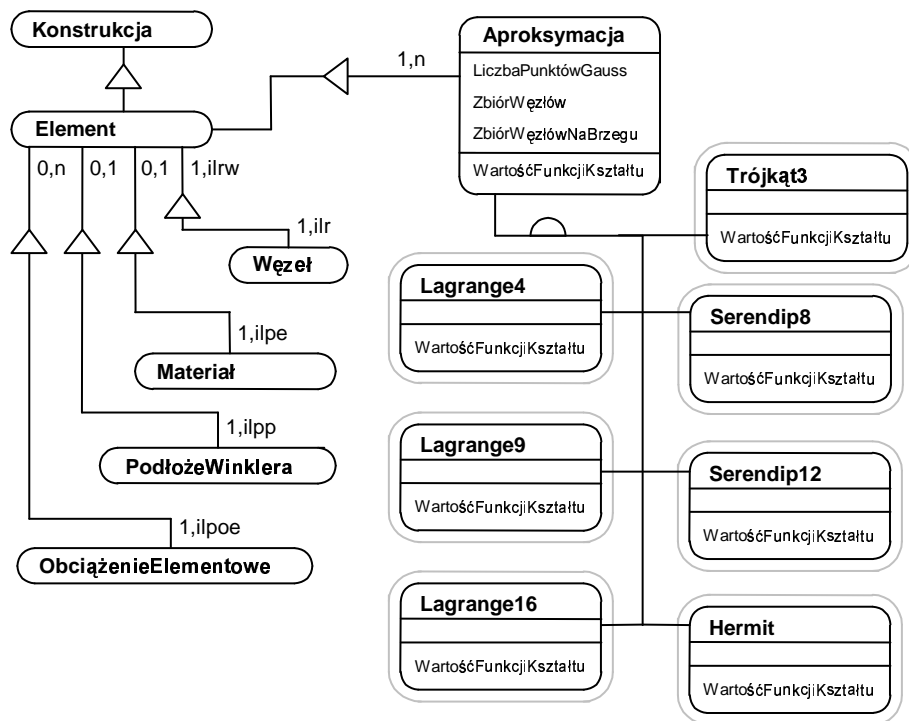 Konstrukcja
Aproksymacja
1,n
LiczbaPunktówGauss
ZbiórWęzłów
ZbiórWęzłówNaBrzegu
WartośćFunkcjiKształtu
Element
0,n
0,1
0,1
1,ilrw
Trójkąt3
WartośćFunkcjiKształtu
1,ilr
Węzeł
Lagrange4
WartośćFunkcjiKształtu
Serendip8
WartośćFunkcjiKształtu
1,ilpe
Materiał
1,ilpp
PodłożeWinklera
Lagrange9
WartośćFunkcjiKształtu
Serendip12
WartośćFunkcjiKształtu
1,ilpoe
ObciążenieElementowe
Lagrange16
WartośćFunkcjiKształtu
Hermit
WartośćFunkcjiKształtu